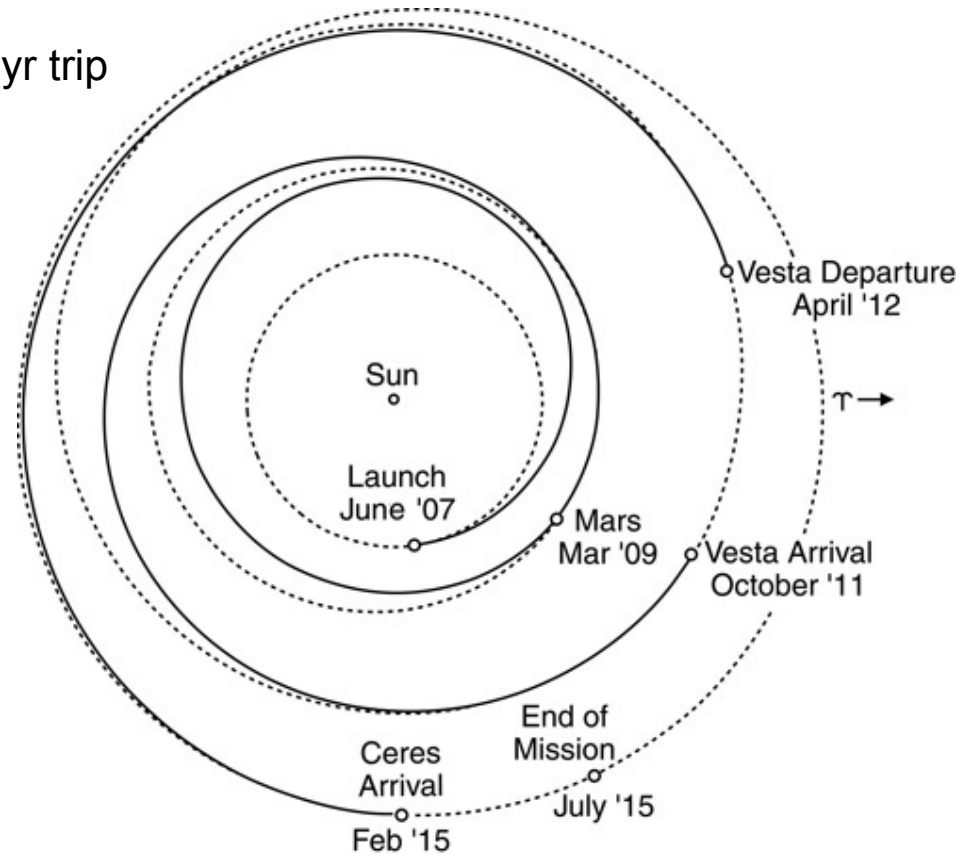 yr trip
Vesta Departure
April '12
Sun
♈→
Launch
June '07
Mars
Mar '09
Vesta Arrival
October '11
End of
Mission
July '15
Ceres
Arrival
Feb '15